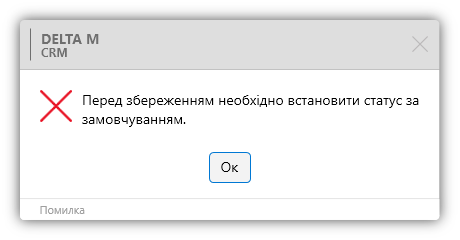 DELTA M
CRM
Перед збереженням необхідно встановити статус за
замовчуванням.
Ок
Помилка